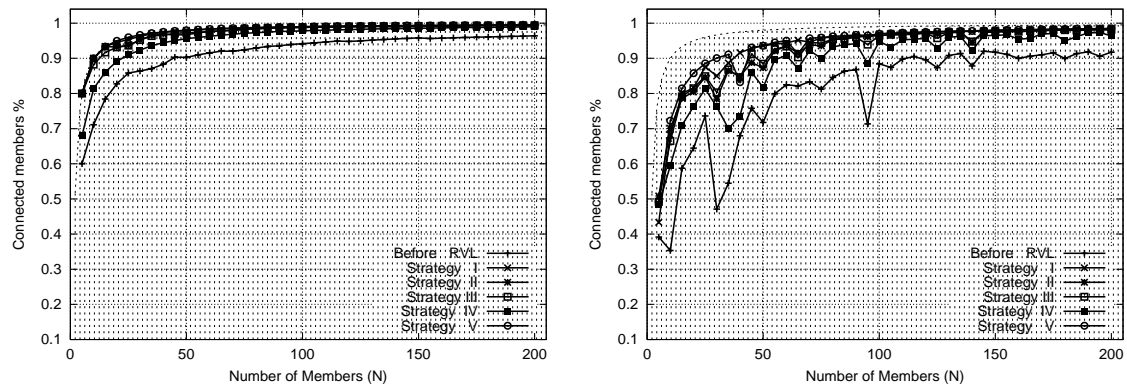 1
0.9
0.8
0.7
0.6
0.5
0.4
0.3
0.2
0.1
0 50 100 150 200
Connected members %
Number of Members (N)
Before RVL
Strategy I
Strategy II
Strategy III
Strategy IV
Strategy V
1
0.9
0.8
0.7
0.6
0.5
0.4
0.3
0.2
0.1
0 50 100 150 200
Connected members %
Number of Members (N)
Before RVL
Strategy I
Strategy II
Strategy III
Strategy IV
Strategy V